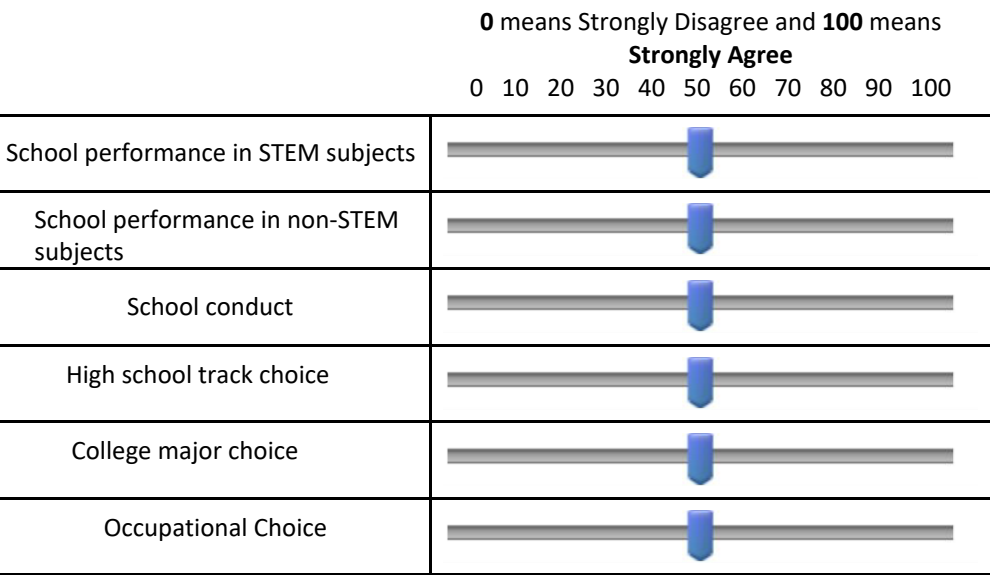 0 means Strongly Disagree and 100 means
Strongly Agree
0 10 20 30 40 50 60 70 80 90 100
School performance in STEM subjects
School performance in non-STEM
subjects
School conduct
High school track choice
College major choice
Occupational Choice